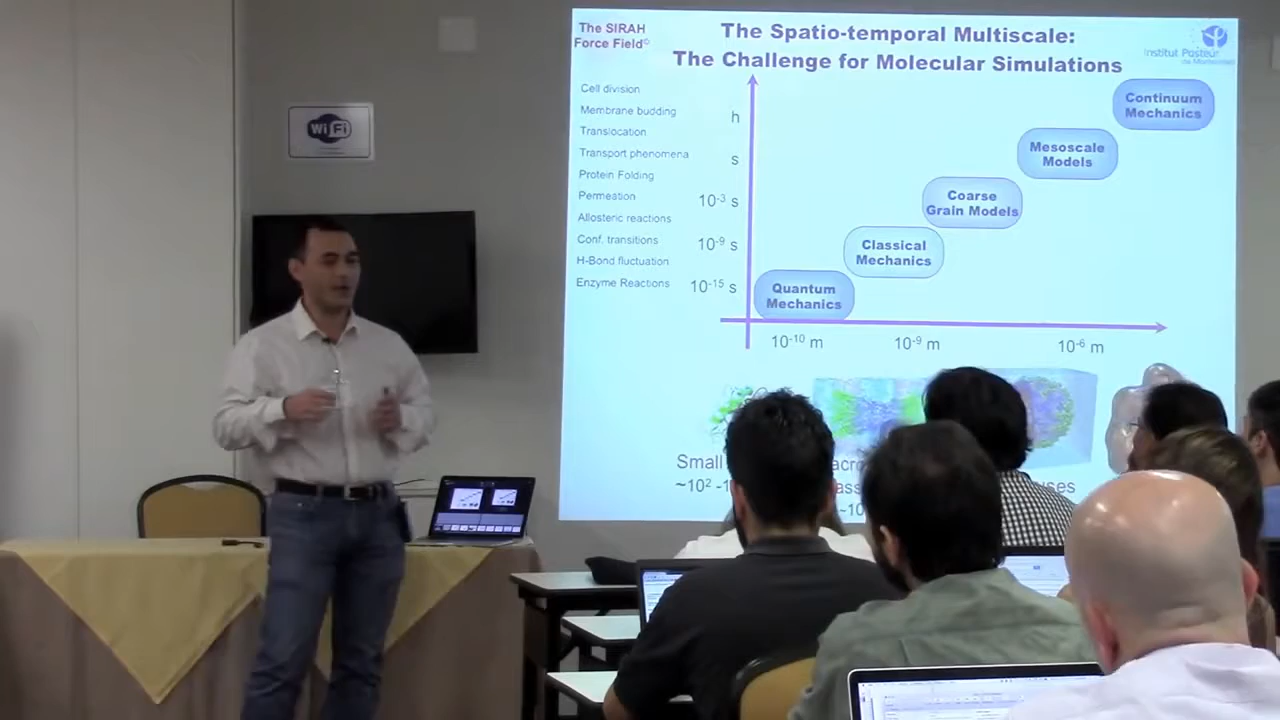 The SIRAH
Force Field©
The Spatio-temporal Multiscale:
The Challenge for Molecular Simulations
Institut Pasteur
de Montevideo
Cell division
Membrane budding
Translocation
Transport phenomena
Protein Folding
Permeation
Allosteric reactions
Conf. transitions
H-Bond fluctuation
Enzyme Reactions
h
s
10⁻³ s
10⁻⁹ s
10⁻¹⁵ s
Continuum
Mechanics
Mesoscale
Models
Coarse
Grain Models
Classical
Mechanics
Quantum
Mechanics
10⁻¹⁰ m
10⁻⁹ m
10⁻⁶ m
Small
~10²
WiFi